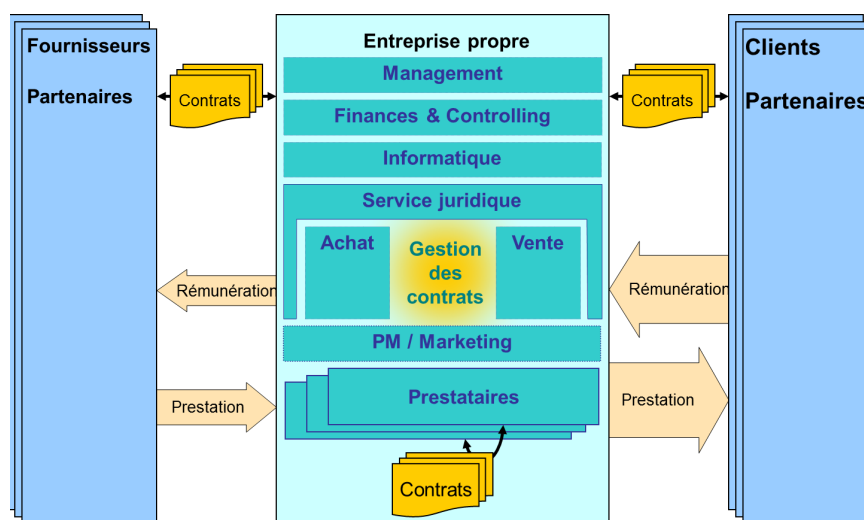 Fournisseurs
Partenaires
Contrats
Rémunération
Prestation
Entreprise propre
Management
Finances & Controlling
Informatique
Service juridique
Achat
Gestion
des
contrats
Vente
PM / Marketing
Prestataires
Contrats
Contrats
Rémunération
Prestation
Clients
Partenaires